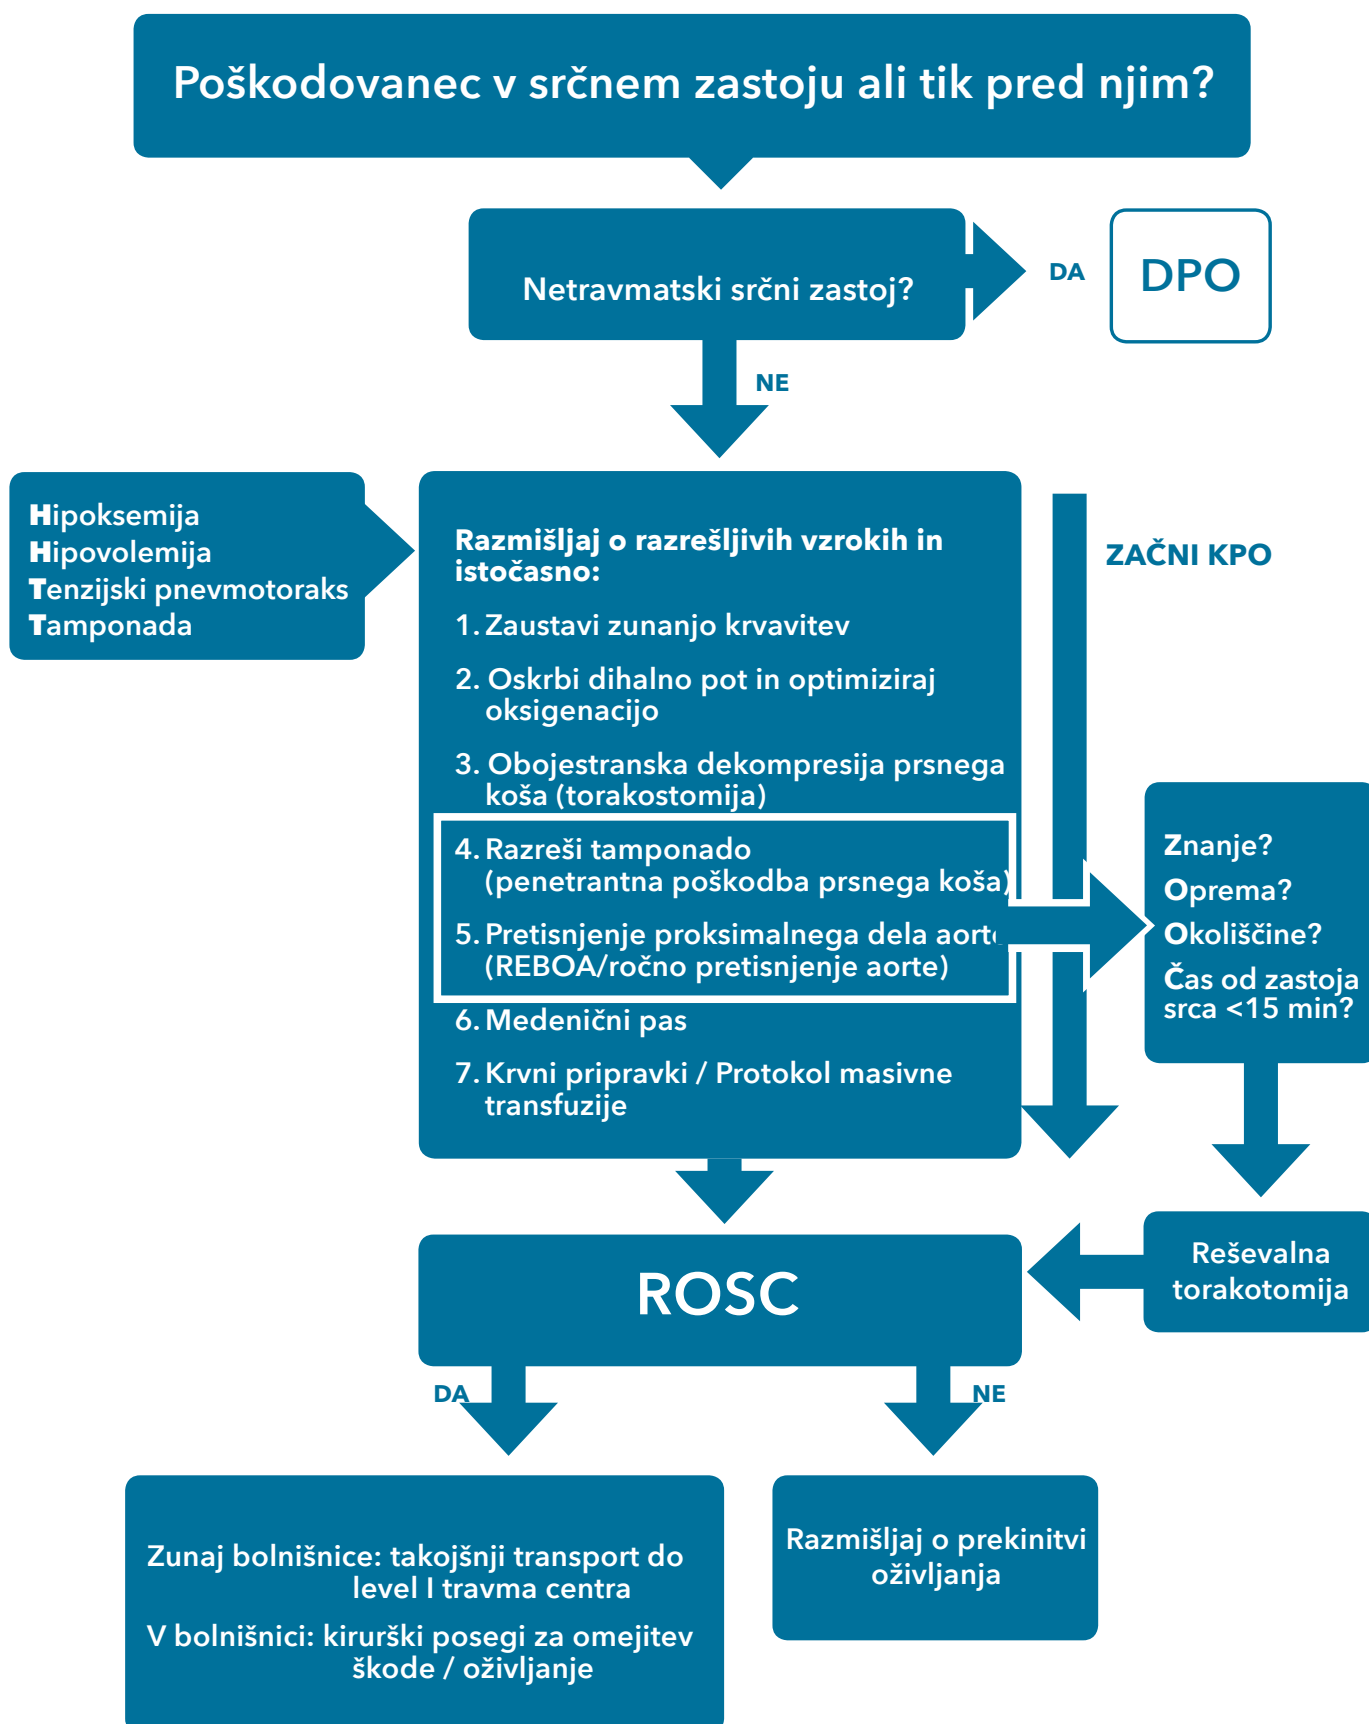 Poškodovanec v srčnem zastoju ali tik pred njim?
Netravmatski srčni zastoj?
DA
DPO
NE
Hipoksemija
Hipovolemija
Tenzijski pnevmotoraks
Tamponada
Razmišljaj o razrešljivih vzrokih in
istočasno:
1. Zaustavi zunanjo krvavitev
2. Oskrbi dihalno pot in optimiziraj
oksigenacijo
3. Obojestranska dekompresija prsnega
koša (torakostomija)
4. Razreši tamponado
(penetrantna poškodba prsnega koša)
5. Pretisnjenje proksimalnega dela aorte
(REBOA/ročno pretisnjenje aorte)
6. Medenični pas
7. Krvni pripravki / Protokol masivne
transfuzije
ZAČNI KPO
Znanje?
Oprema?
Okoliščine?
Čas od zastoja
srca <15 min?
Reševalna
torakotomija
ROSC
DA
NE
Zunaj bolnišnice: takojšnji transport do
level I travma centra
V bolnišnici: kirurški posegi za omejitev
škode / oživljanje
Razmišljaj o prekinitvi
oživljanja